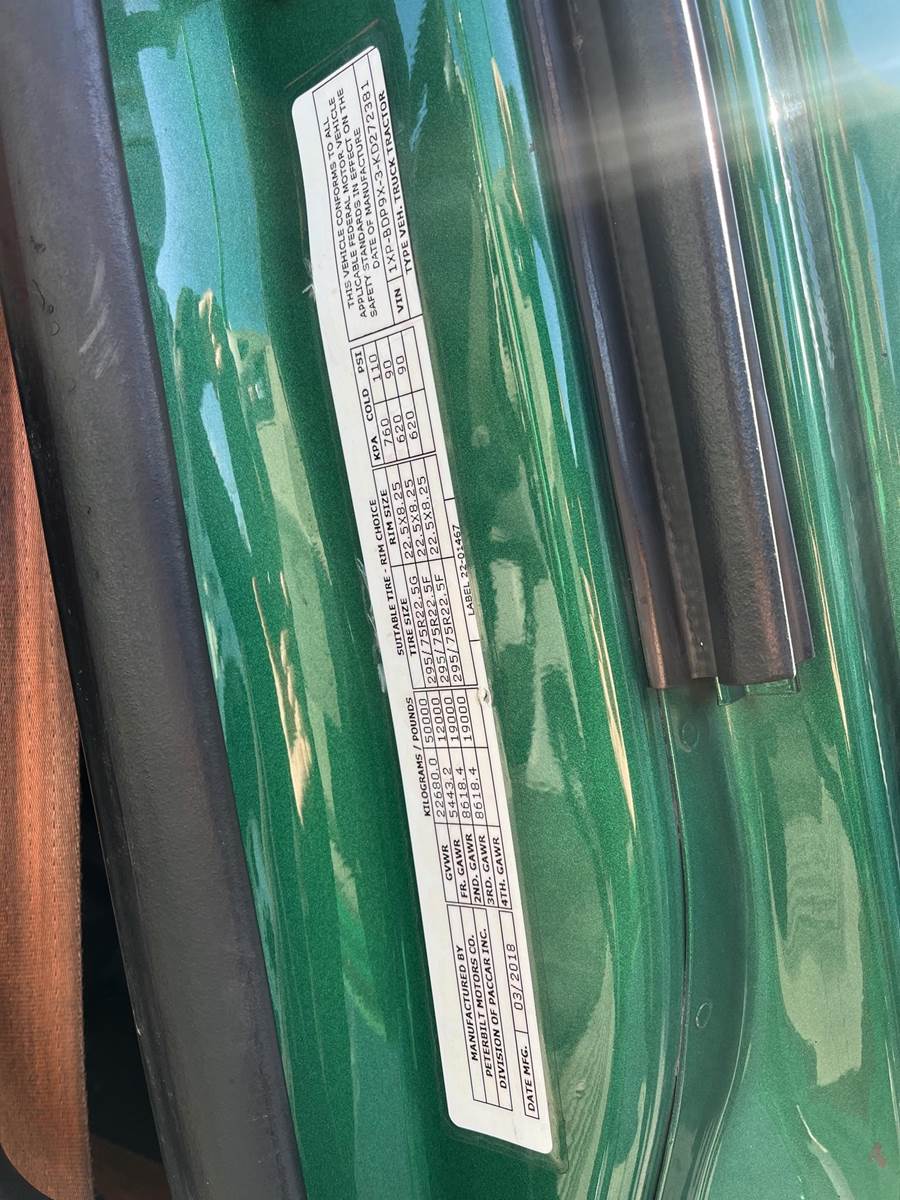 MANUFACTURED BY
PETERBILT MOTORS CO.
DIVISION OF PACCAR INC.
DATE MFG. 03/2018
KILOGRAMS / POUNDS
GVWR 22680.0 50000
FR. GAWR 5443.2 12000
2ND. GAWR 8618.4 19000
3RD. GAWR 8618.4 19000
4TH. GAWR
SUITABLE TIRE - RIM CHOICE
TIRE SIZE RIM SIZE KPA COLD PSI
295/75R22.5G 22.5X8.25 760 110
295/75R22.5F 22.5X8.25 620 90
295/75R22.5F 22.5X8.25 620 90
LABEL 22-01467
THIS VEHICLE CONFORMS TO ALL
APPLICABLE FEDERAL MOTOR VEHICLE
SAFETY STANDARDS IN EFFECT ON THE
DATE OF MANUFACTURE
VIN 1XP-BDP9X-3-KD272381
TYPE VEH. TRUCK TRACTOR